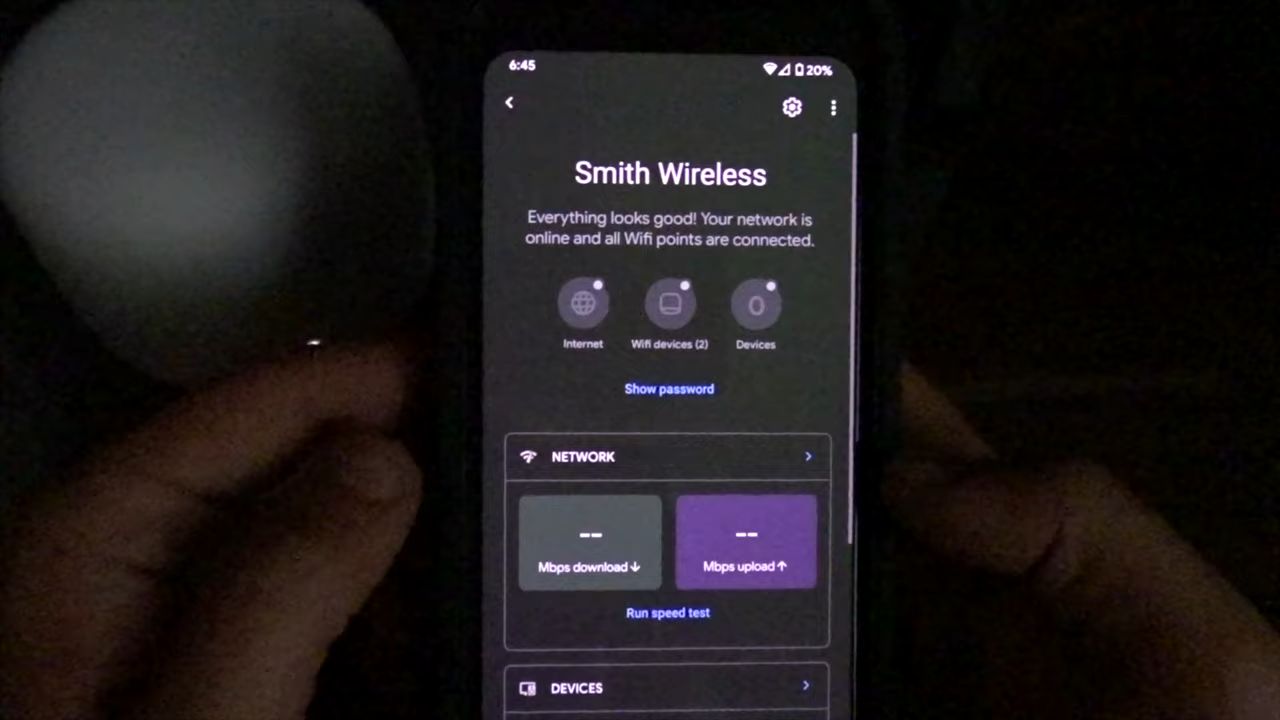 6:45
20%
Smith Wireless
Everything looks good! Your network is
online and all Wifi points are connected.
0
Internet
Wifi devices (2)
Devices
Show password
NETWORK
-- --
Mbps download↓ Mbps upload↑
Run speed test
DEVICES